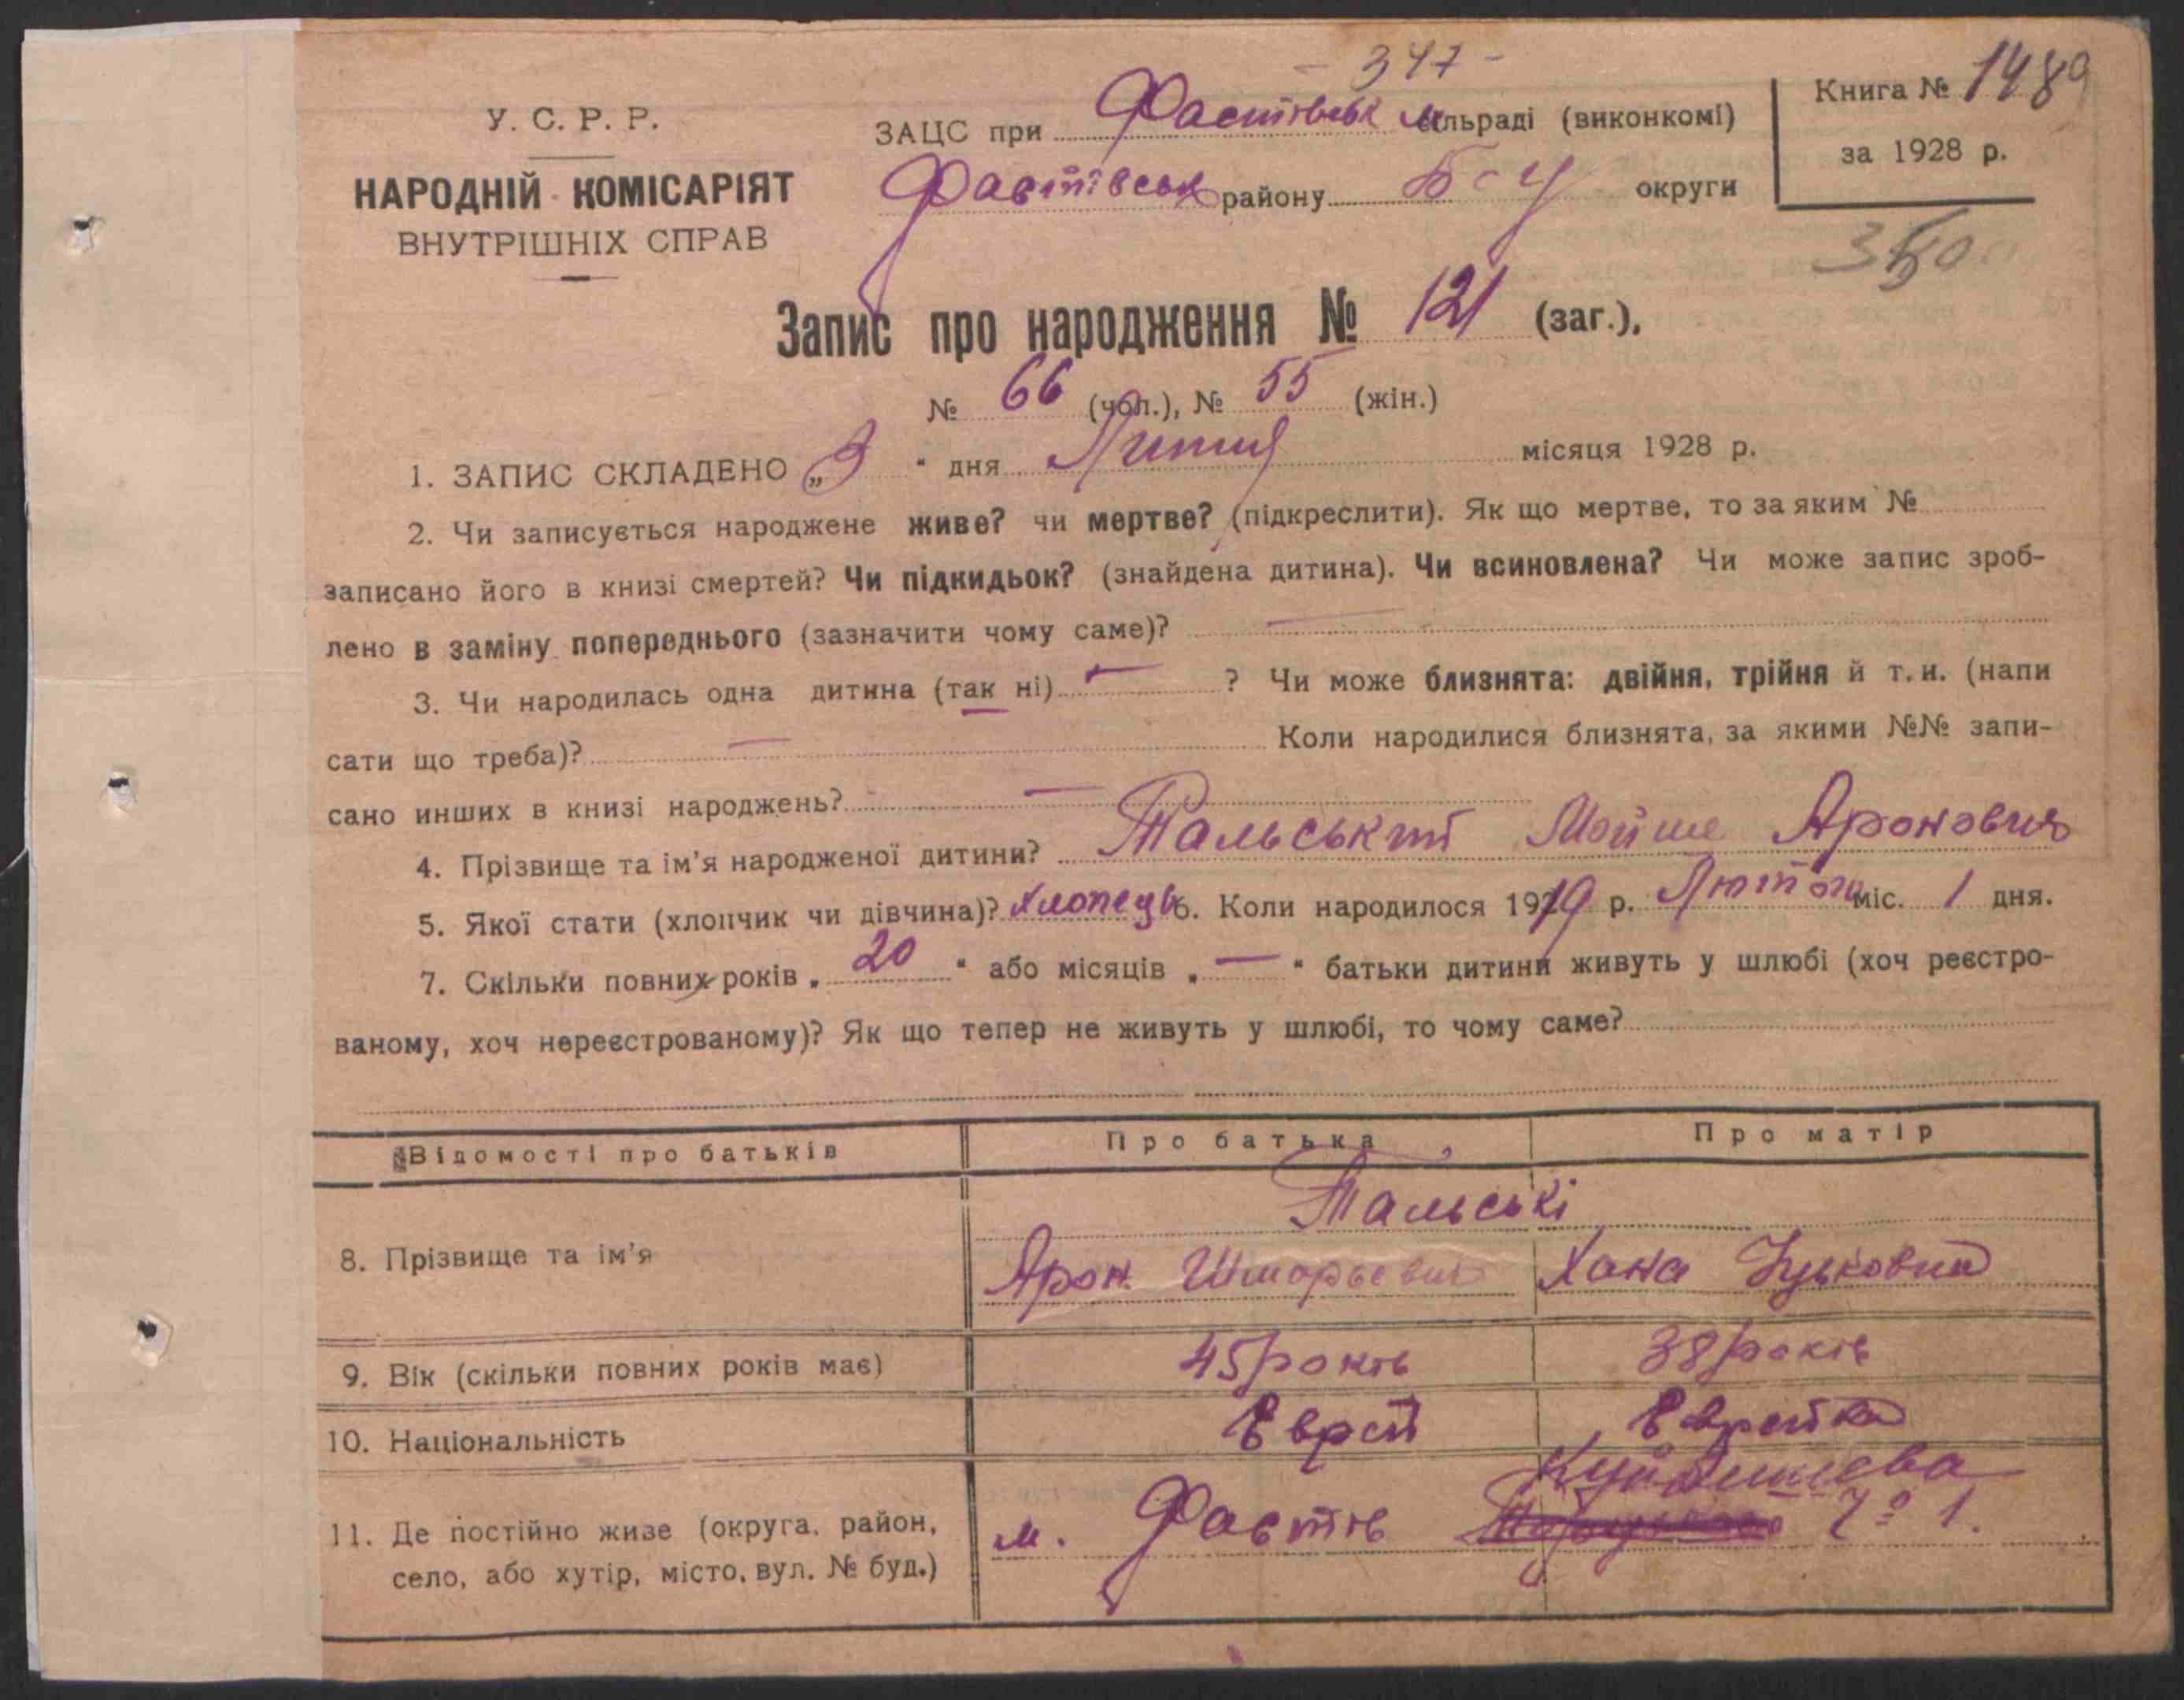 - 347 -
У. С. Р. Р.
НАРОДНІЙ КОМІСАРІЯТ
ВНУТРІШНІХ СПРАВ
ЗАЦС при Фастівськ м сільраді (виконкомі)
Фастівськ району Б-Ц округи
Книга № 1489
за 1928 р.
Запис про народження № 121 (заг.),
№ 66 (чол.), № 55 (жін.)
1. ЗАПИС СКЛАДЕНО „3“ дня Липня місяця 1928 р.
2. Чи записується народжене живе? чи мертве? (підкреслити). Як що мертве, то за яким №
записано його в книзі смертей? Чи підкидьок? (знайдена дитина). Чи всиновлена? Чи може запис зроб-
лено в заміну попереднього (зазначити чому саме)? —
3. Чи народилась одна дитина (так ні) — ? Чи може близнята: двійня, трійня й т. и. (напи
сати що треба)? — Коли народилися близнята, за якими №№ запи-
сано инших в книзі народжень? —
4. Прізвище та ім'я народженої дитини? Тальський Мойше Аронович
5. Якої стати (хлопчик чи дівчина)? Хлопець 6. Коли народилося 1919 р. Лютого міс. 1 дня.
7. Скільки повних років „20“ або місяців „—“ батьки дитини живуть у шлюбі (хоч реєстро-
ваному, хоч нереєстрованому)? Як що тепер не живуть у шлюбі, то чому саме?
Відомості про батьків Про батька Про матір
Тальські
8. Прізвище та ім'я Арон Шмарьевич Хана
9. Вік (скільки повних років має) 45 років 38 років
10. Національність Еврей Еврейка
Куйбишева
11. Де постійно живе (округа, район, м. Фастів № 1.
село, або хутір, місто, вул. № буд.)